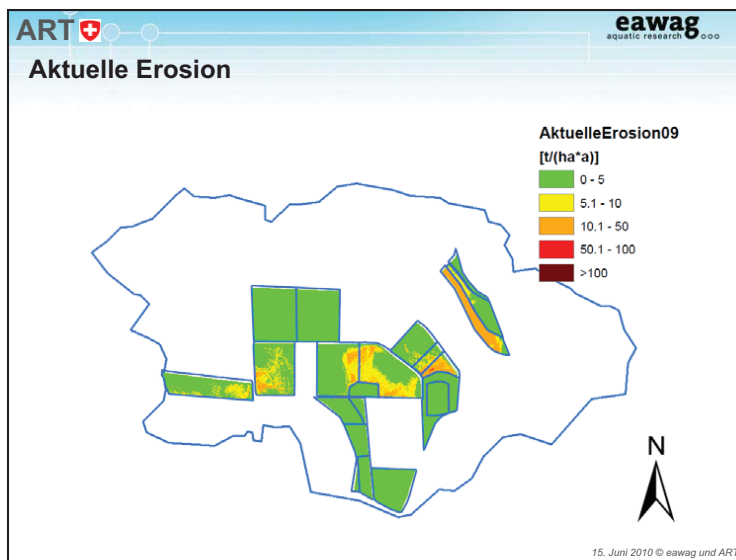 ART
eawag
aquatic research
Aktuelle Erosion
AktuelleErosion09
[t/(ha*a)]
0 - 5
5.1 - 10
10.1 - 50
50.1 - 100
>100
N
15. Juni 2010 © eawag und ART